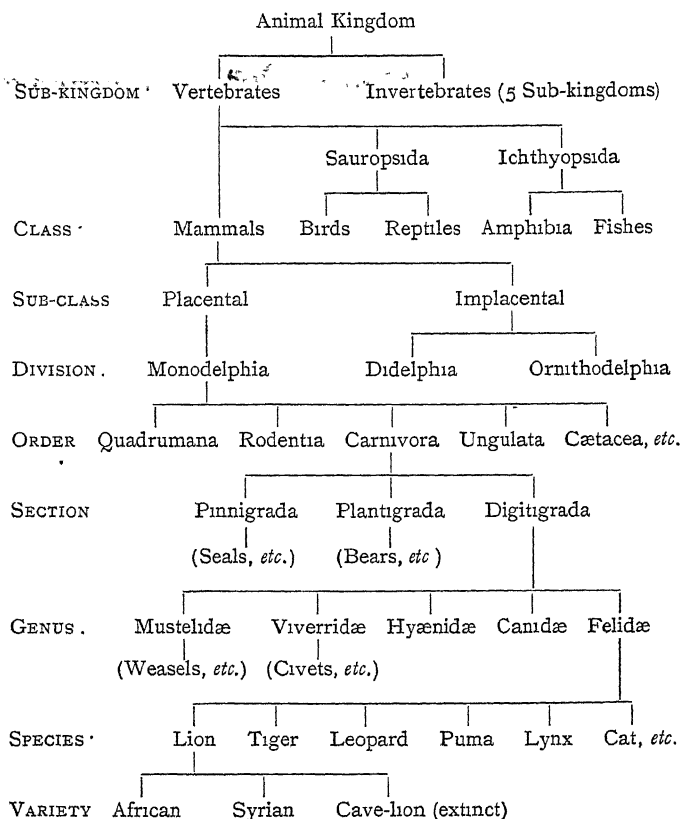 Animal Kingdom
SUB-KINGDOM · Vertebrates Invertebrates (5 Sub-kingdoms)
Sauropsida Ichthyopsida
CLASS · Mammals Birds Reptiles Amphibia Fishes
SUB-CLASS Placental Implacental
DIVISION . Monodelphia Didelphia Ornithodelphia
ORDER Quadrumana Rodentia Carnivora Ungulata Cætacea, etc.
SECTION Pinnigrada Plantigrada Digitigrada
(Seals, etc.) (Bears, etc )
GENUS . Mustelidæ Viverridæ Hyænidæ Canidæ Felidæ
(Weasels, etc.) (Civets, etc.)
SPECIES · Lion Tiger Leopard Puma Lynx Cat, etc.
VARIETY African Syrian Cave-lion (extinct)